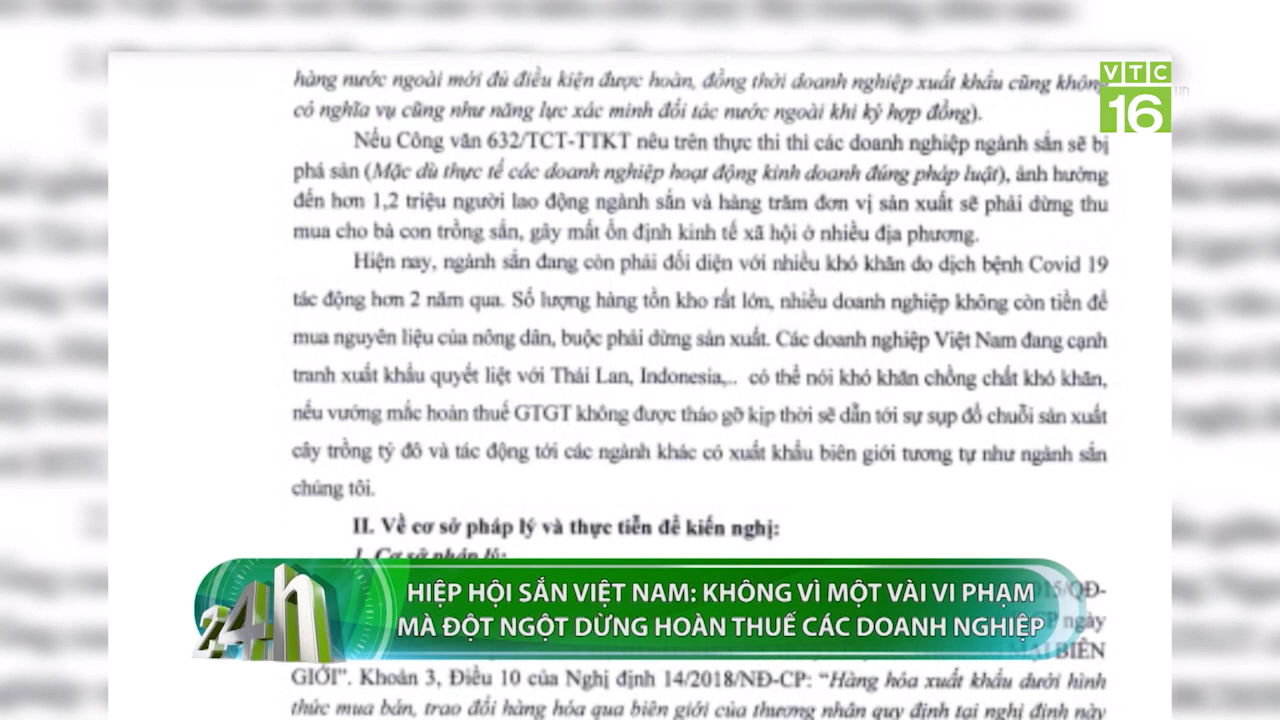 hàng nước ngoài mới đủ điều kiện được hoàn, đồng thời doanh nghiệp xuất khẩu cũng không
có nghĩa vụ cũng như năng lực xác minh đối tác nước ngoài khi ký hợp đồng).
VTC
16
Nếu Công văn 632/TCT-TTKT nêu trên thực thi thì các doanh nghiệp ngành sắn sẽ bị
phá sản (Mặc dù thực tế các doanh nghiệp hoạt động kinh doanh đúng pháp luật), ảnh hưởng
đến hơn 1,2 triệu người lao động ngành sắn và hàng trăm đơn vị sản xuất sẽ phải dừng thu
mua cho bà con trồng sắn, gây mất ổn định kinh tế xã hội ở nhiều địa phương.
Hiện nay, ngành sắn đang còn phải đối diện với nhiều khó khăn do dịch bệnh Covid 19
tác động hơn 2 năm qua. Số lượng hàng tồn kho rất lớn, nhiều doanh nghiệp không còn tiền để
mua nguyên liệu của nông dân, buộc phải dừng sản xuất. Các doanh nghiệp Việt Nam đang cạnh
tranh xuất khẩu quyết liệt với Thái Lan, Indonesia,.. có thể nói khó khăn chồng chất khó khăn,
nếu vướng mắc hoàn thuế GTGT không được tháo gỡ kịp thời sẽ dẫn tới sự sụp đổ chuỗi sản xuất
cây trồng tỷ đô và tác động tới các ngành khác có xuất khẩu biên giới tương tự như ngành sắn
chúng tôi.
II. Về cơ sở pháp lý và thực tiễn để kiến nghị:
1. Cơ sở pháp lý:
24h
HIỆP HỘI SẮN VIỆT NAM: KHÔNG VÌ MỘT VÀI VI PHẠM
MÀ ĐỘT NGỘT DỪNG HOÀN THUẾ CÁC DOANH NGHIỆP
15/QĐ-
ngày
BIÊN
GIỚI”. Khoản 3, Điều 10 của Nghị định 14/2018/NĐ-CP: “Hàng hóa xuất khẩu dưới hình
thức mua bán, trao đổi hàng hóa qua biên giới của thương nhân quy định tại nghị định này